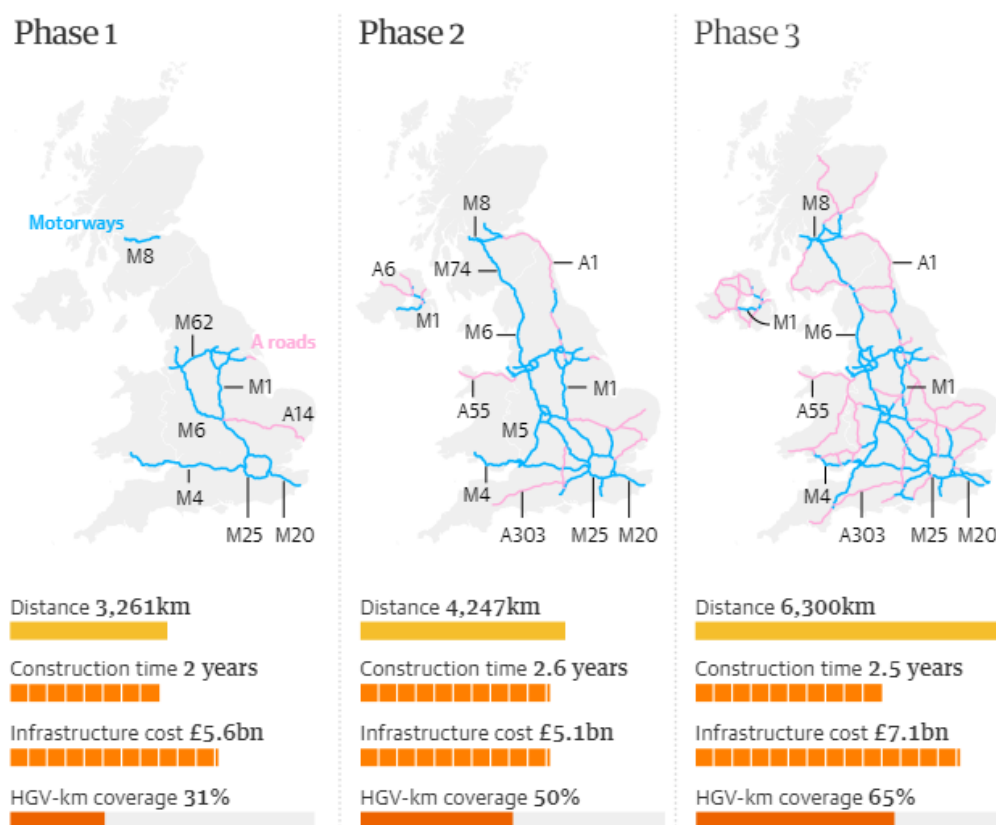 Phase 1
Motorways
M8
M62
A roads
M1
A14
M6
M4
M25 M20
Distance 3,261km
Construction time 2 years
Infrastructure cost £5.6bn
HGV-km coverage 31%
Phase 2
M8
A6
M74
A1
M1
M6
M1
A55
M5
M4
A303 M25 M20
Distance 4,247km
Construction time 2.6 years
Infrastructure cost £5.1bn
HGV-km coverage 50%
Phase 3
M8
A1
M1
M6
M1
A55
M4
A303 M25 M20
Distance 6,300km
Construction time 2.5 years
Infrastructure cost £7.1bn
HGV-km coverage 65%